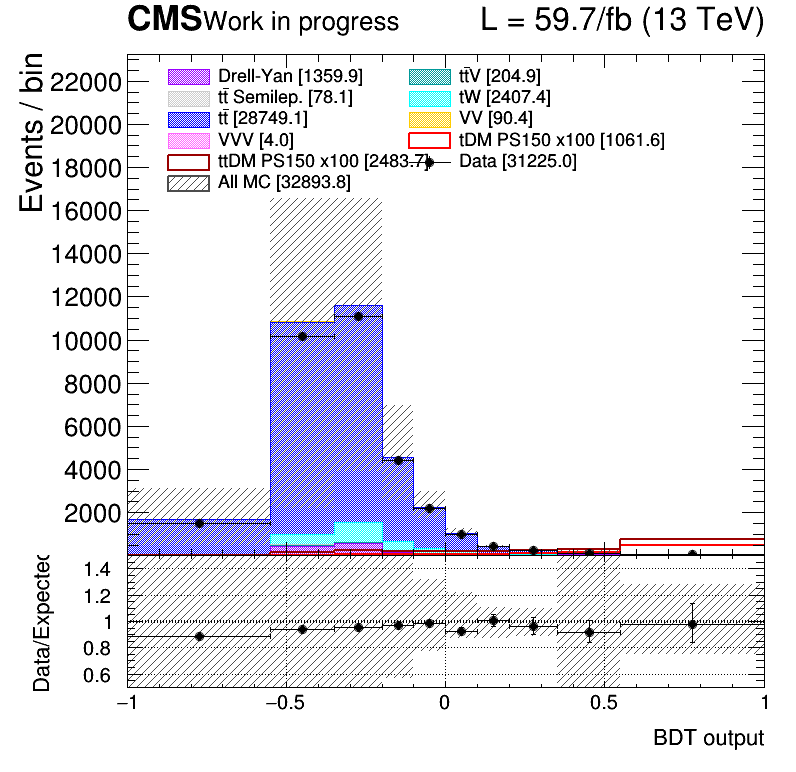 CMS Work in progress L = 59.7/fb (13 TeV)
Events / bin
22000
20000
18000
16000
14000
12000
10000
8000
6000
4000
2000
Drell-Yan [1359.9]
tt̄V [204.9]
tt̄ Semilep. [78.1]
tW [2407.4]
tt̄ [28749.1]
VV [90.4]
VVV [4.0]
tDM PS150 x100 [1061.6]
ttDM PS150 x100 [2483.7]
Data [31225.0]
All MC [32893.8]
Data/Expected
1.4
1.2
1
0.8
0.6
−1 −0.5 0 0.5 1
BDT output